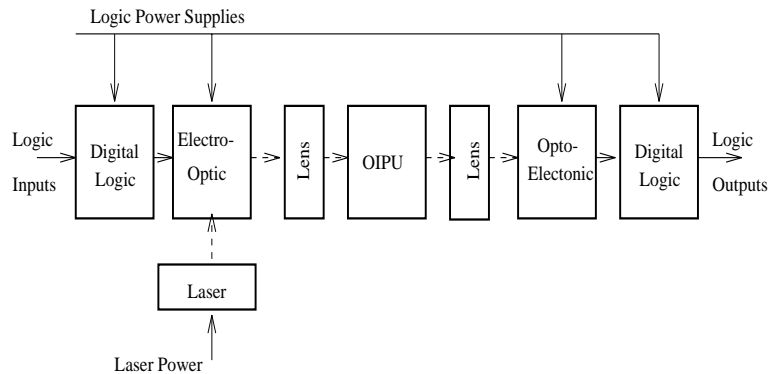 Logic Power Supplies
Logic
Inputs
Digital
Logic
Electro-
Optic
Lens
OIPU
Lens
Opto-
Electonic
Digital
Logic
Logic
Outputs
Laser
Laser Power